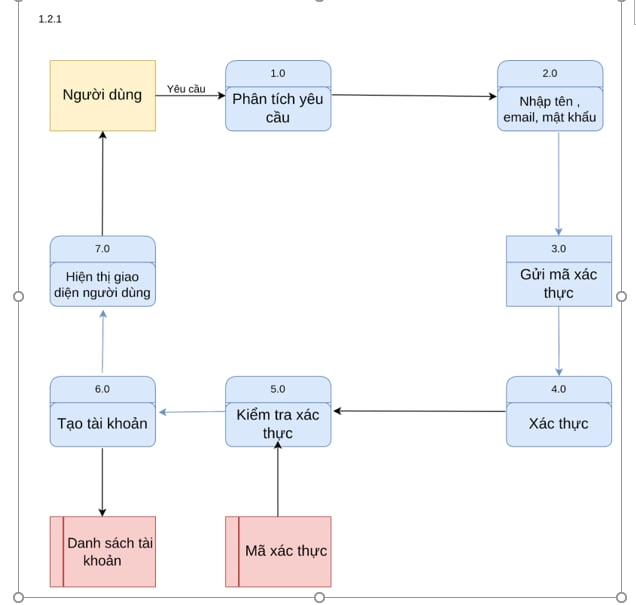 1.2.1
Người dùng
Yêu cầu
1.0
Phân tích yêu
cầu
2.0
Nhập tên ,
email, mật khẩu
7.0
Hiện thị giao
diện người dùng
3.0
Gửi mã xác
thực
6.0
Tạo tài khoản
5.0
Kiểm tra xác
thực
4.0
Xác thực
Danh sách tài
khoản
Mã xác thực